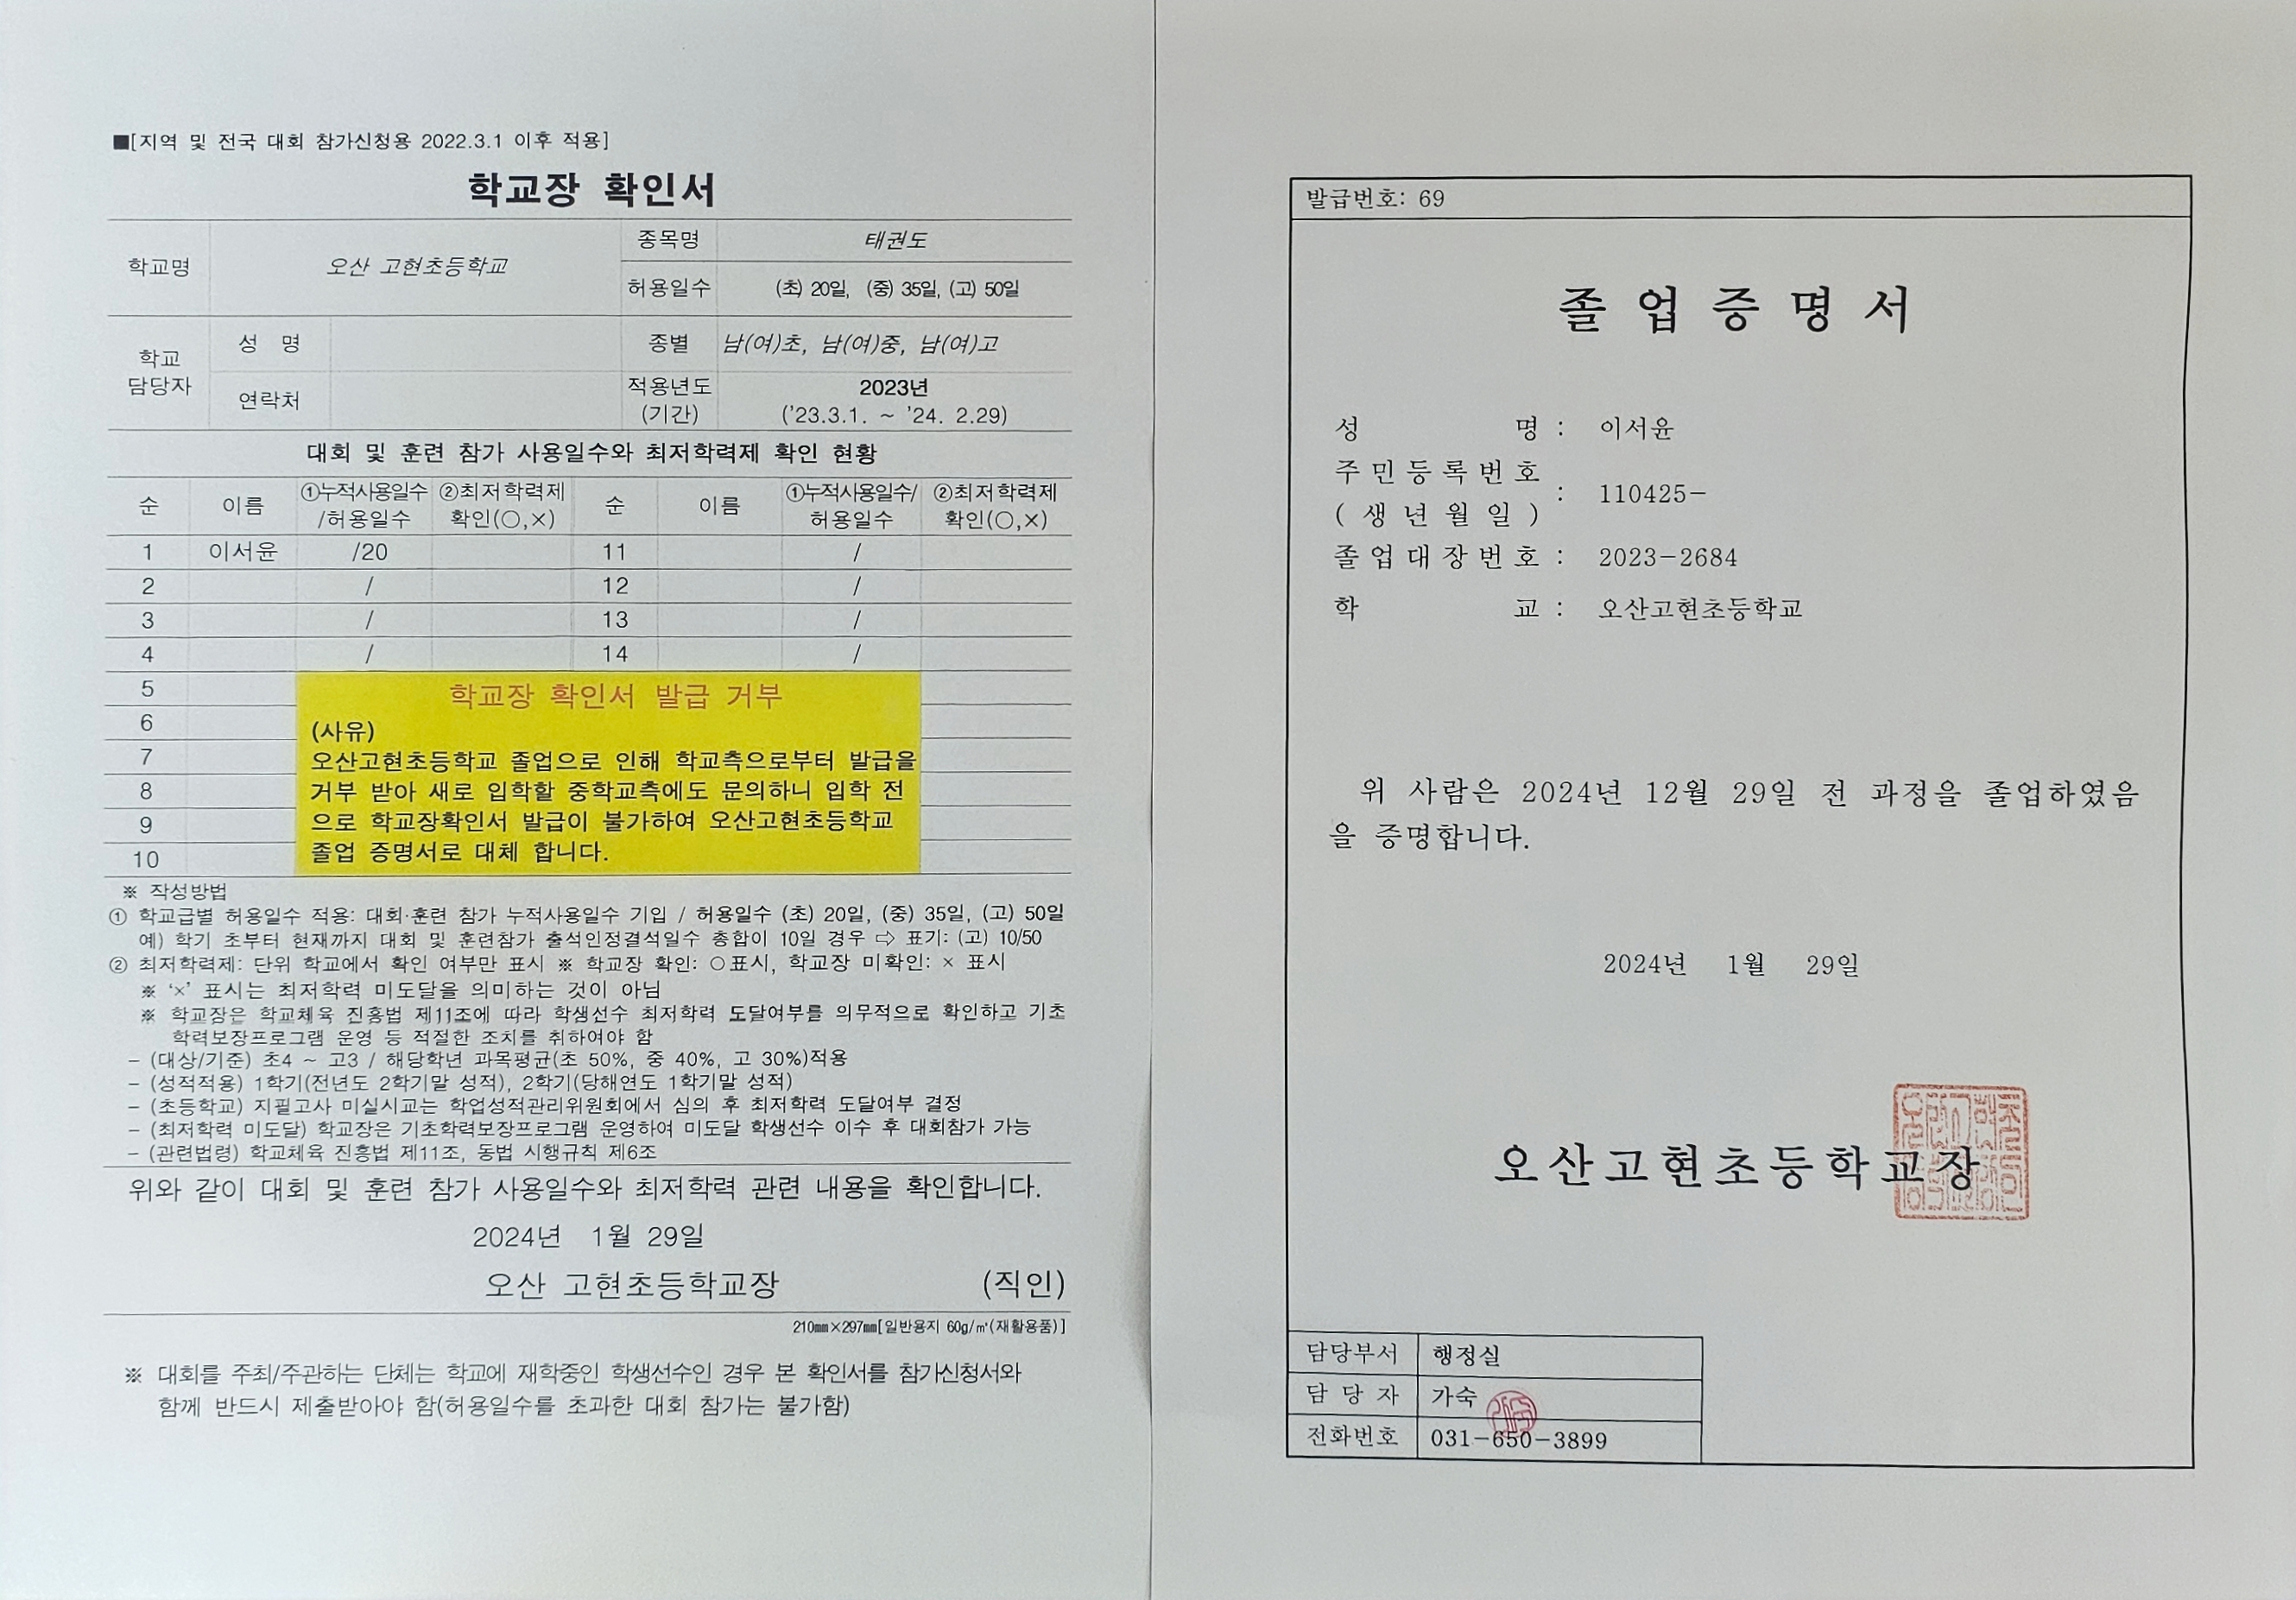 ■[지역 및 전국 대회 참가신청용 2022.3.1 이후 적용]
학교장 확인서
학교명 오산 고현초등학교 종목명 태권도
허용일수 (초) 20일, (중) 35일, (고) 50일
학교 담당자 성 명 종별 남(여)초, 남(여)중, 남(여)고
연락처 적용년도 (기간) 2023년
('23.3.1. ~ '24. 2.29)
대회 및 훈련 참가 사용일수와 최저학력제 확인 현황
순 이름 ①누적사용일수 /허용일수 ②최저학력제 확인(○,×) 순 이름 ①누적사용일수/ 허용일수 ②최저학력제 확인(○,×)
1 이서윤 /20 11 /
2 / 12 /
3 / 13 /
4 / 14 /
5
6
7
8
9
10
학교장 확인서 발급 거부
(사유)
오산고현초등학교 졸업으로 인해 학교측으로부터 발급을
거부 받아 새로 입학할 중학교측에도 문의하니 입학 전
으로 학교장확인서 발급이 불가하여 오산고현초등학교
졸업 증명서로 대체 합니다.
※ 작성방법
① 학교급별 허용일수 적용: 대회·훈련 참가 누적사용일수 기입 / 허용일수 (초) 20일, (중) 35일, (고) 50일
예) 학기 초부터 현재까지 대회 및 훈련참가 출석인정결석일수 총합이 10일 경우 ⇨ 표기: (고) 10/50
② 최저학력제: 단위 학교에서 확인 여부만 표시 ※ 학교장 확인: ○표시, 학교장 미확인: × 표시
※ '×' 표시는 최저학력 미도달을 의미하는 것이 아님
※ 학교장은 학교체육 진흥법 제11조에 따라 학생선수 최저학력 도달여부를 의무적으로 확인하고 기초
학력보장프로그램 운영 등 적절한 조치를 취하여야 함
- (대상/기준) 초4 ~ 고3 / 해당학년 과목평균(초 50%, 중 40%, 고 30%)적용
- (성적적용) 1학기(전년도 2학기말 성적), 2학기(당해연도 1학기말 성적)
- (초등학교) 지필고사 미실시교는 학업성적관리위원회에서 심의 후 최저학력 도달여부 결정
- (최저학력 미도달) 학교장은 기초학력보장프로그램 운영하여 미도달 학생선수 이수 후 대회참가 가능
- (관련법령) 학교체육 진흥법 제11조, 동법 시행규칙 제6조
위와 같이 대회 및 훈련 참가 사용일수와 최저학력 관련 내용을 확인합니다.
2024년 1월 29일
오산 고현초등학교장 (직인)
210㎜×297㎜[일반용지 60g/㎡(재활용품)]
※ 대회를 주최/주관하는 단체는 학교에 재학중인 학생선수인 경우 본 확인서를 참가신청서와
함께 반드시 제출받아야 함(허용일수를 초과한 대회 참가는 불가함)
발급번호: 69
졸 업 증 명 서
성 명 : 이서윤
주 민 등 록 번 호
( 생 년 월 일 ) : 110425-
졸 업 대 장 번 호 : 2023-2684
학 교 : 오산고현초등학교
위 사람은 2024년 12월 29일 전 과정을 졸업하였음
을 증명합니다.
2024년 1월 29일
오산고현초등학교장
담당부서 행정실
담 당 자 가숙
전화번호 031-650-3899